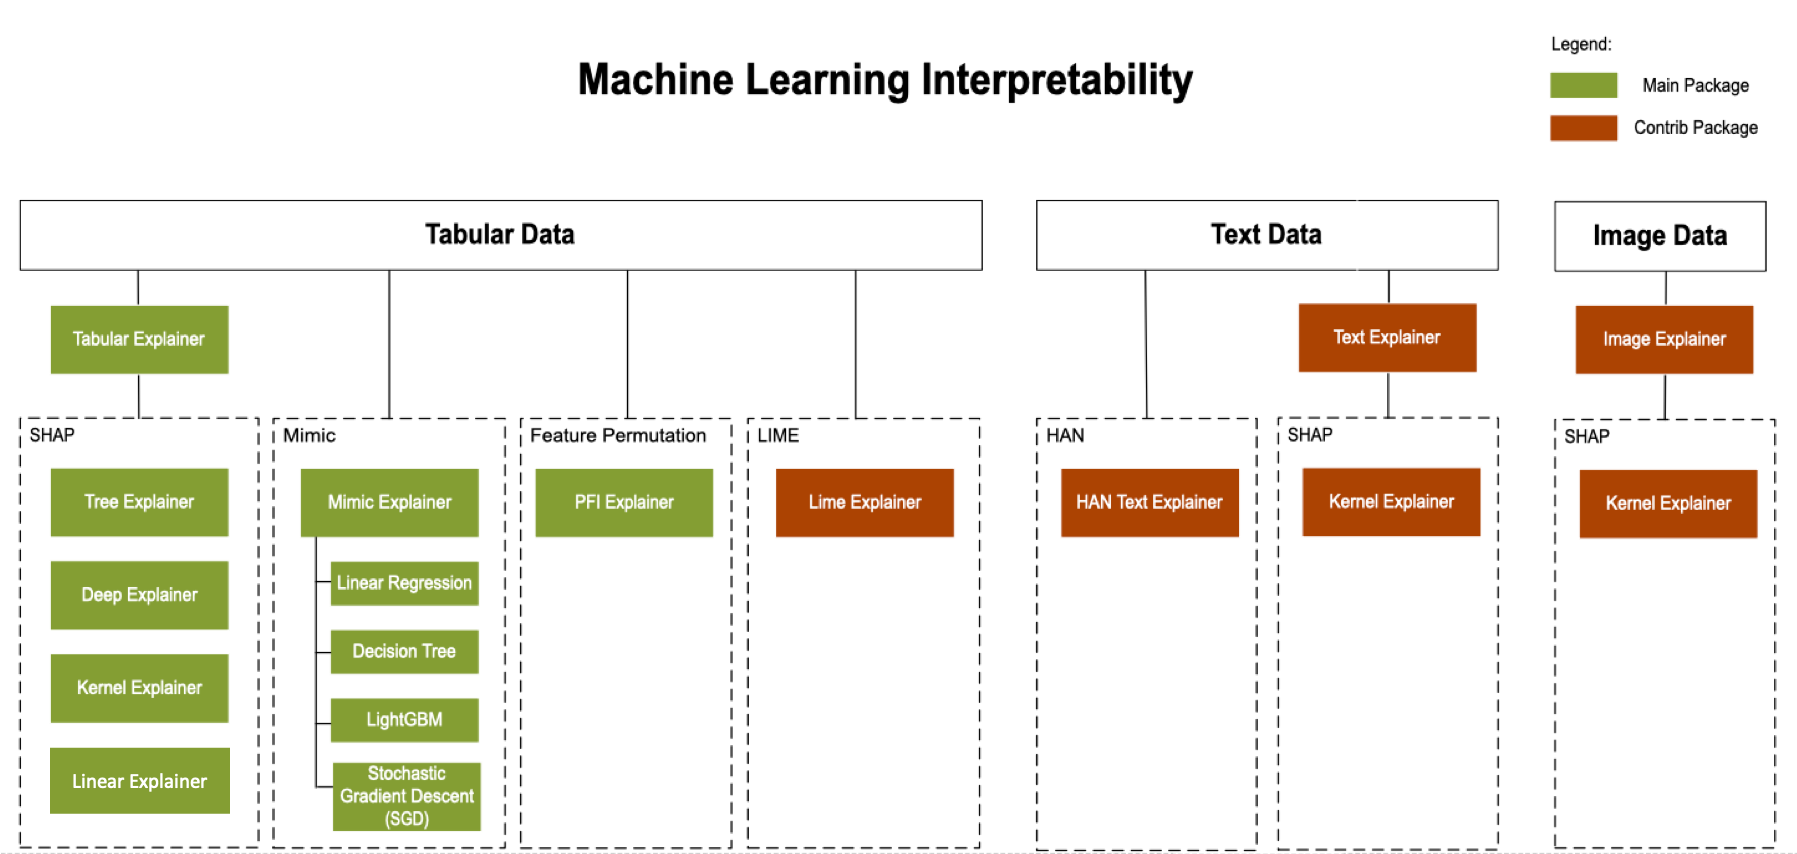 Machine Learning Interpretability
Legend:
Main Package
Contrib Package
Tabular Data
Text Data
Image Data
Tabular Explainer
Text Explainer
Image Explainer
SHAP
Tree Explainer
Deep Explainer
Kernel Explainer
Linear Explainer
Mimic
Mimic Explainer
Linear Regression
Decision Tree
LightGBM
Stochastic
Gradient Descent
(SGD)
Feature Permutation
PFI Explainer
LIME
Lime Explainer
HAN
HAN Text Explainer
SHAP
Kernel Explainer
SHAP
Kernel Explainer